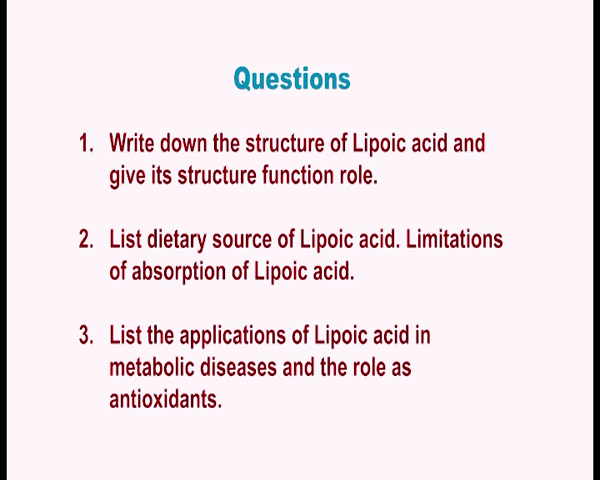 Questions
1. Write down the structure of Lipoic acid and
give its structure function role.
2. List dietary source of Lipoic acid. Limitations
of absorption of Lipoic acid.
3. List the applications of Lipoic acid in
metabolic diseases and the role as
antioxidants.